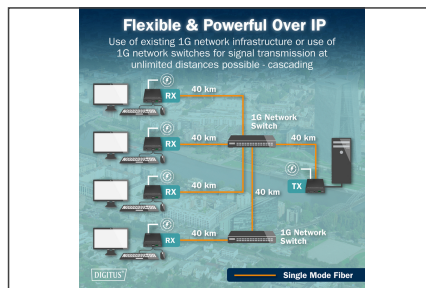 Flexible & Powerful Over IP
Use of existing 1G network infrastructure or use of
1G network switches for signal transmission at
unlimited distances possible - cascading
RX
40 km
1G Network
Switch
RX
40 km
40 km
TX
RX
40 km
40 km
RX
40 km
1G Network
Switch
DIGITUS
Single Mode Fiber